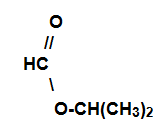 O
//
HC
\
O-CH(CH₃)₂